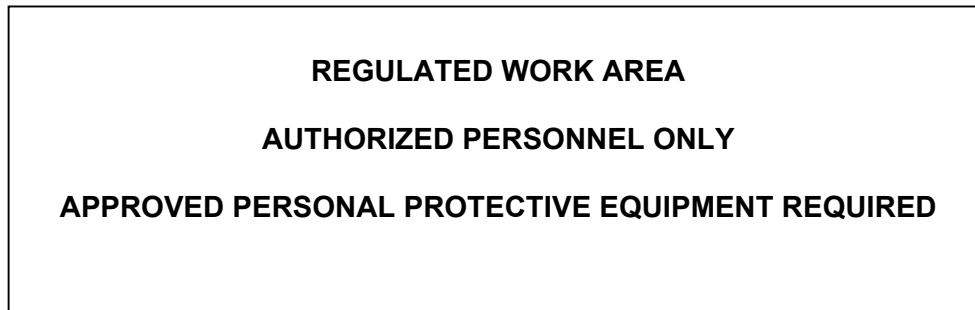 REGULATED WORK AREA
AUTHORIZED PERSONNEL ONLY
APPROVED PERSONAL PROTECTIVE EQUIPMENT REQUIRED